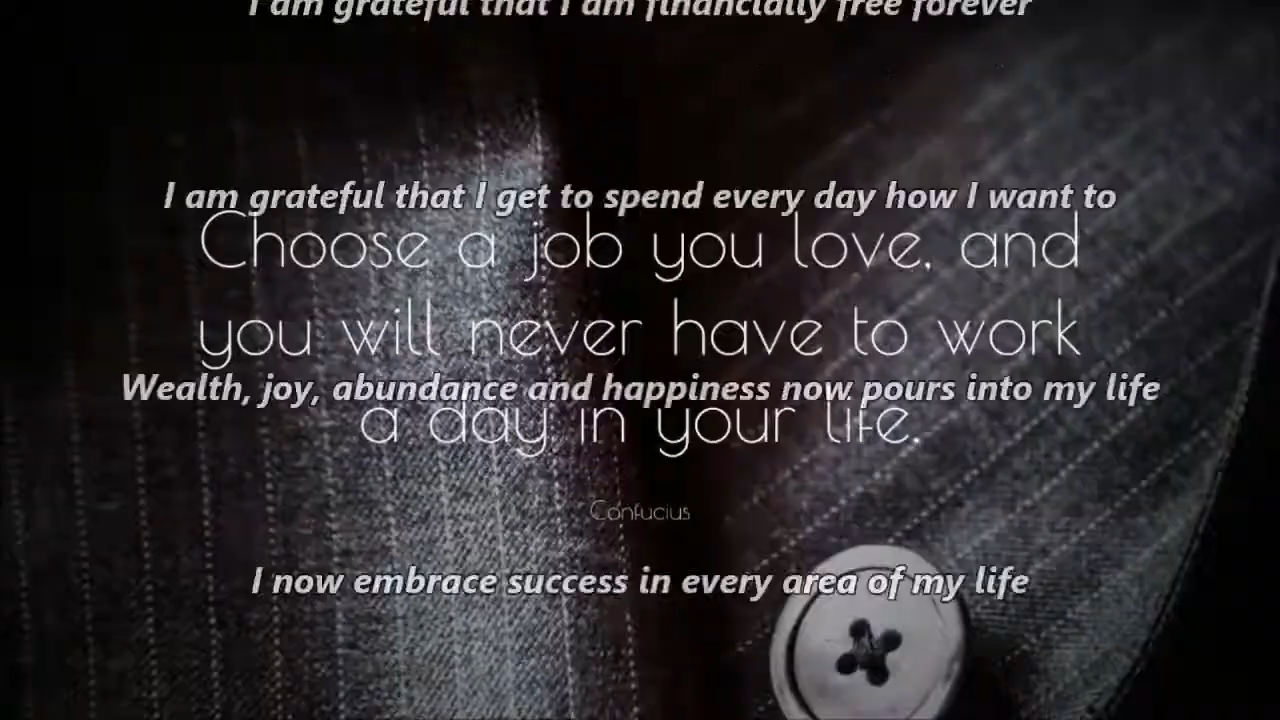 I am grateful that I am financially free forever
I am grateful that I get to spend every day how I want to
Choose a job you love, and
you will never have to work
Wealth, joy, abundance and happiness now pours into my life
a day in your life.
Confucius
I now embrace success in every area of my life